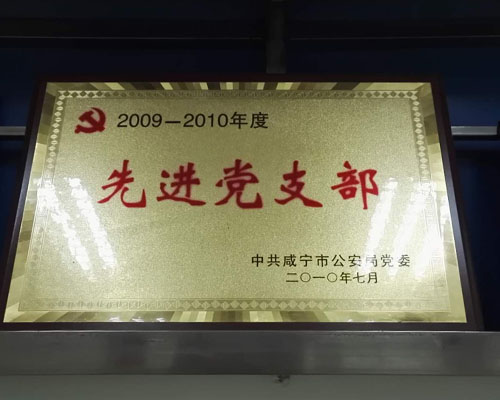 2009—2010年度
先进党支部
中共咸宁市公安局党委
二〇一〇年七月